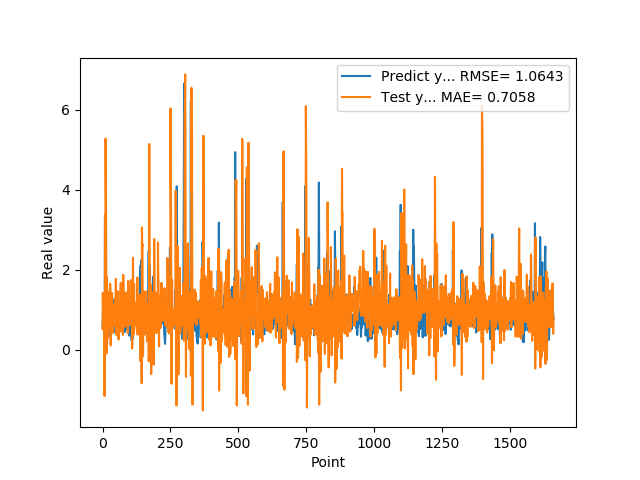 Predict y... RMSE= 1.0643
Test y... MAE= 0.7058
6
4
2
0
Real value
0 250 500 750 1000 1250 1500
Point